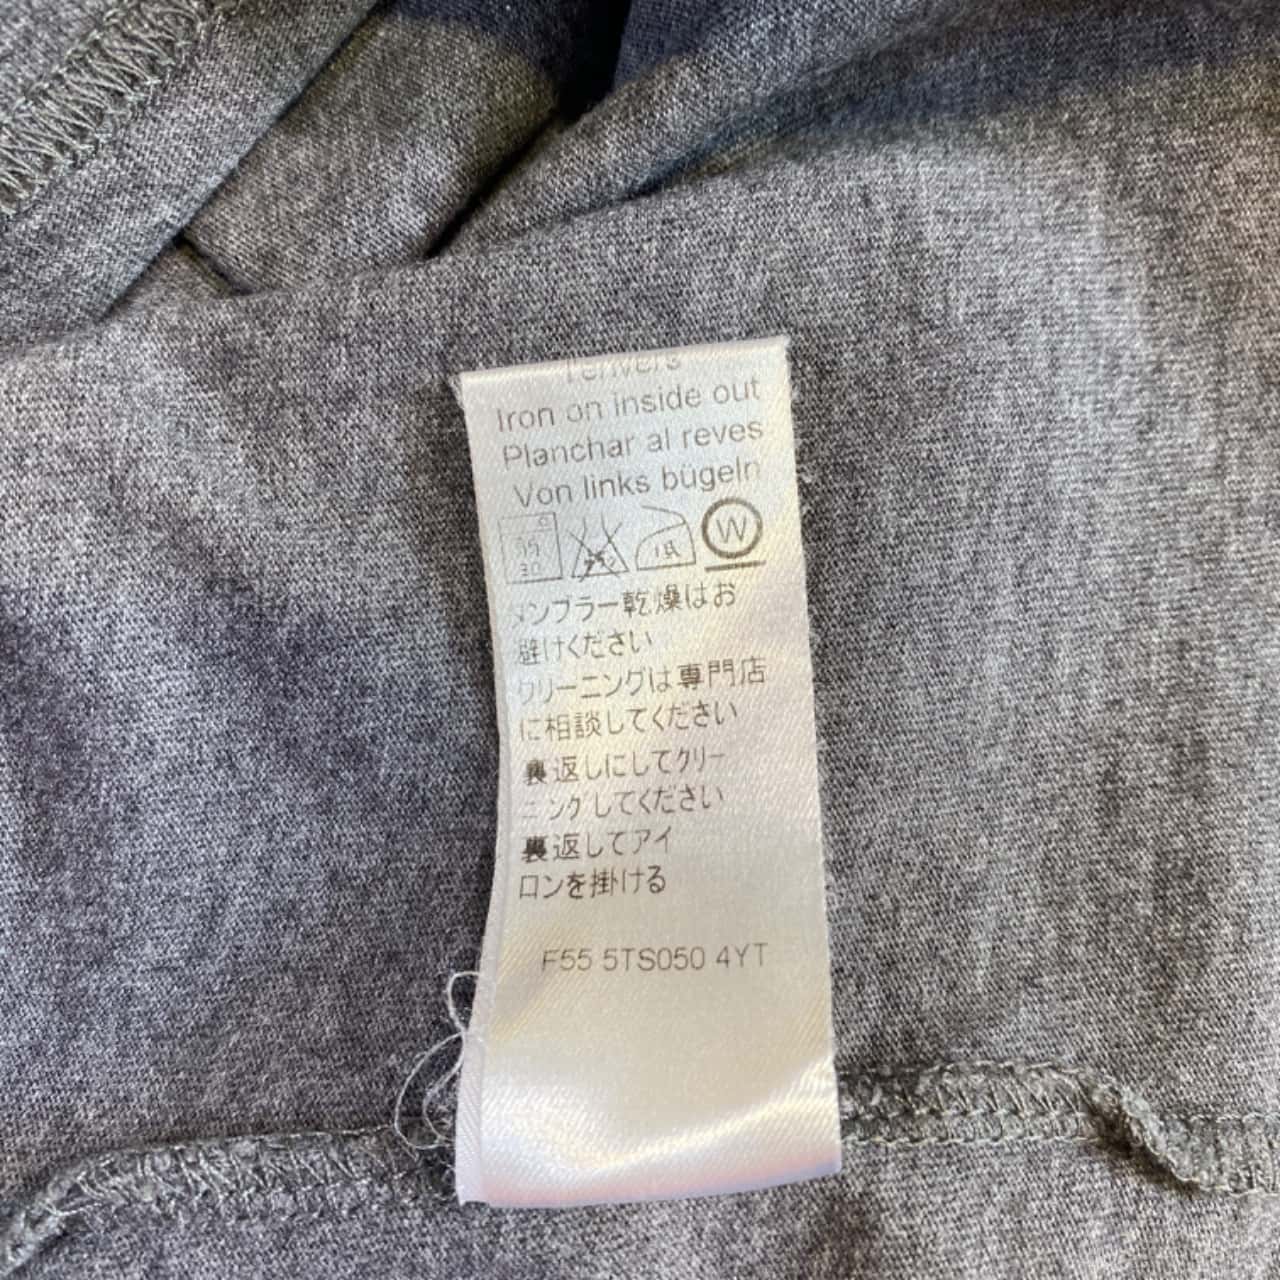 l'envers
Iron on inside out
Planchar al reves
Von links bügeln
W
タンブラー乾燥はお
避けください
クリーニングは専門店
に相談してください
裏返しにしてクリー
ニングしてください
裏返してアイ
ロンを掛ける
F55 5TS050 4YT